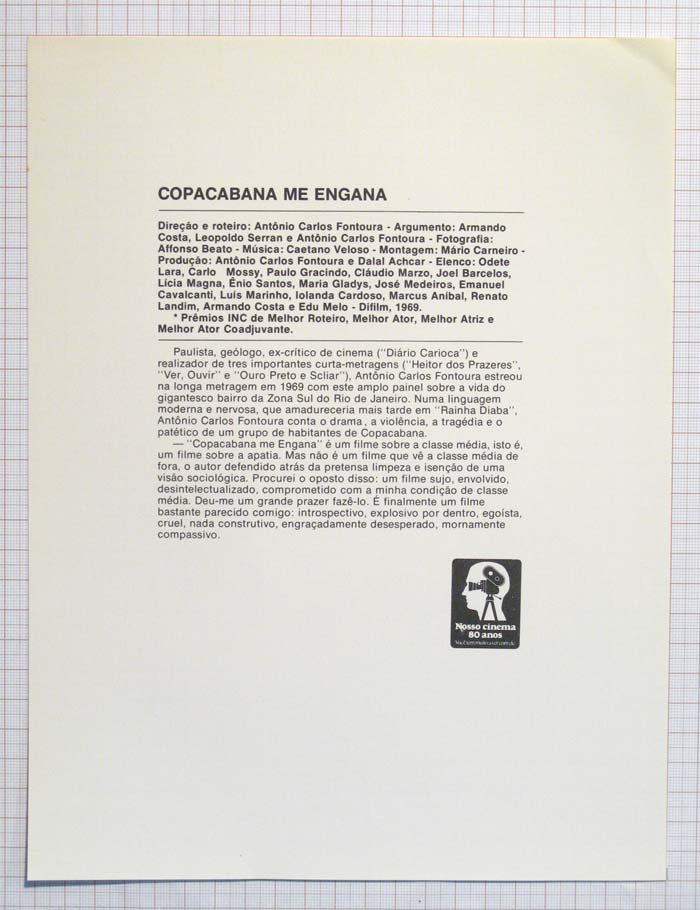 COPACABANA ME ENGANA
Direção e roteiro: Antônio Carlos Fontoura - Argumento: Armando
Costa, Leopoldo Serran e Antônio Carlos Fontoura - Fotografia:
Affonso Beato - Música: Caetano Veloso - Montagem: Mário Carneiro -
Produção: Antônio Carlos Fontoura e Dalal Achcar - Elenco: Odete
Lara, Carlo Mossy, Paulo Gracindo, Cláudio Marzo, Joel Barcelos,
Lícia Magna, Ênio Santos, Maria Gladys, José Medeiros, Emanuel
Cavalcanti, Luís Marinho, Iolanda Cardoso, Marcus Aníbal, Renato
Landim, Armando Costa e Edu Melo - Difilm, 1969.
* Prêmios INC de Melhor Roteiro, Melhor Ator, Melhor Atriz e
Melhor Ator Coadjuvante.
Paulista, geólogo, ex-crítico de cinema ("Diário Carioca") e
realizador de tres importantes curta-metragens ("Heitor dos Prazeres",
"Ver, Ouvir" e "Ouro Preto e Scliar"), Antônio Carlos Fontoura estreou
na longa metragem em 1969 com este amplo painel sobre a vida do
gigantesco bairro da Zona Sul do Rio de Janeiro. Numa linguagem
moderna e nervosa, que amadureceria mais tarde em "Rainha Diaba",
Antônio Carlos Fontoura conta o drama, a violência, a tragédia e o
patético de um grupo de habitantes de Copacabana.
— "Copacabana me Engana" é um filme sobre a classe média, isto é,
um filme sobre a apatia. Mas não é um filme que vê a classe média de
fora, o autor defendido atrás da pretensa limpeza e isenção de uma
visão sociológica. Procurei o oposto disso: um filme sujo, envolvido,
desintelectualizado, comprometido com a minha condição de classe
média. Deu-me um grande prazer fazê-lo. É finalmente um filme
bastante parecido comigo: introspectivo, explosivo por dentro, egoísta,
cruel, nada construtivo, engraçadamente desesperado, mornamente
compassivo.
Nosso cinema
80 anos